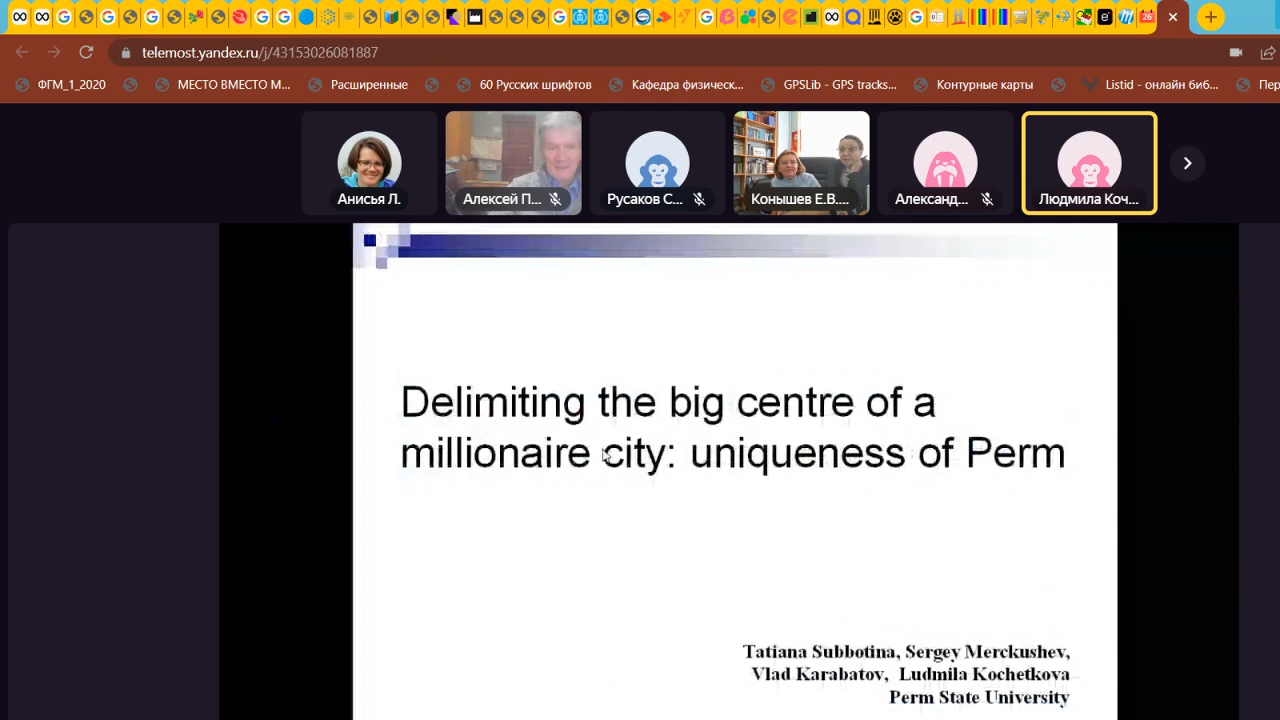 26
telemost.yandex.ru/j/43153026081887
ФГМ_1_2020
МЕСТО ВМЕСТО М...
Расширенные
60 Русских шрифтов
Кафедра физическ...
GPSLib - GPS tracks...
Контурные карты
Listid - онлайн биб...
Пер
Анисья Л.
Алексей П...
Русаков С...
Конышев Е.В....
Александ...
Людмила Коч...
Delimiting the big centre of a
millionaire city: uniqueness of Perm
Tatiana Subbotina, Sergey Merckushev,
Vlad Karabatov, Ludmila Kochetkova
Perm State University